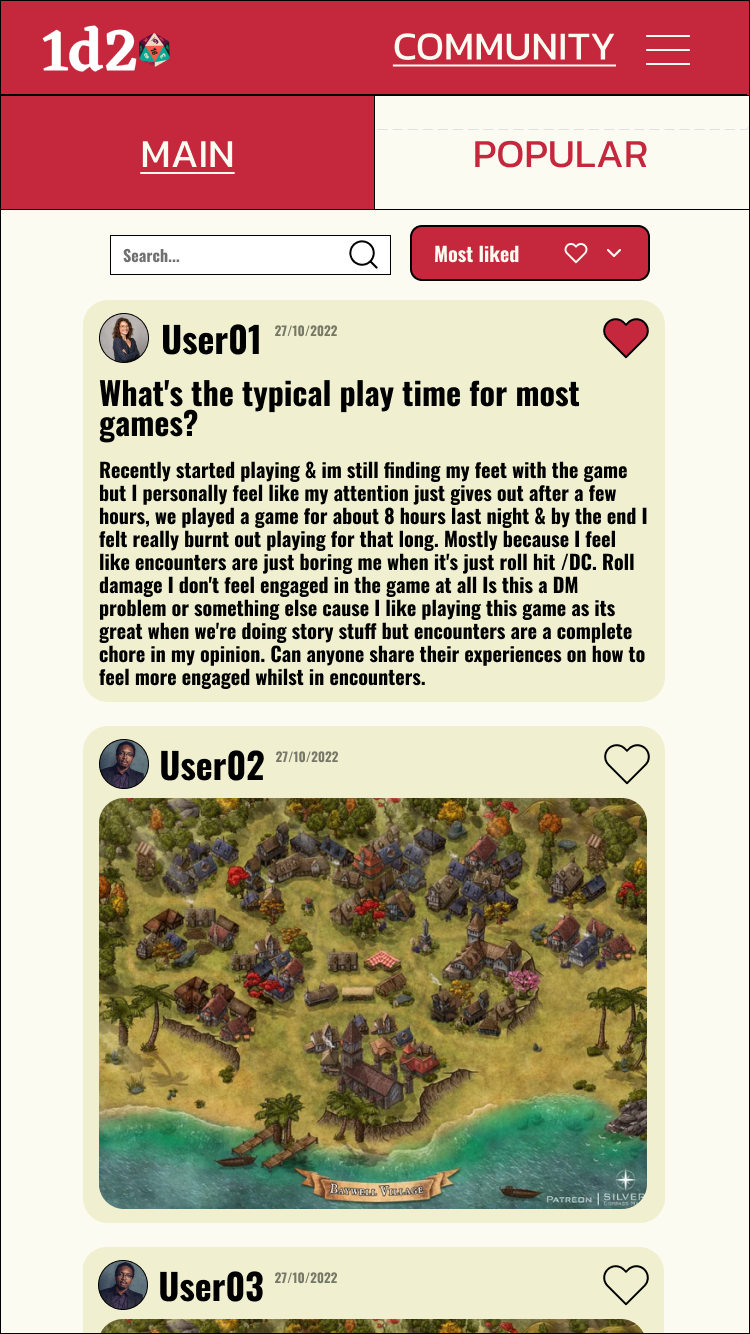 1d2
COMMUNITY
MAIN
POPULAR
Search...
Most liked
User01 27/10/2022
What's the typical play time for most
games?
Recently started playing & im still finding my feet with the game
but I personally feel like my attention just gives out after a few
hours, we played a game for about 8 hours last night & by the end I
felt really burnt out playing for that long. Mostly because I feel
like encounters are just boring me when it's just roll hit /DC. Roll
damage I don't feel engaged in the game at all Is this a DM
problem or something else cause I like playing this game as its
great when we're doing story stuff but encounters are a complete
chore in my opinion. Can anyone share their experiences on how to
feel more engaged whilst in encounters.
User02 27/10/2022
Baywell Village
Patreon | Silver
User03 27/10/2022